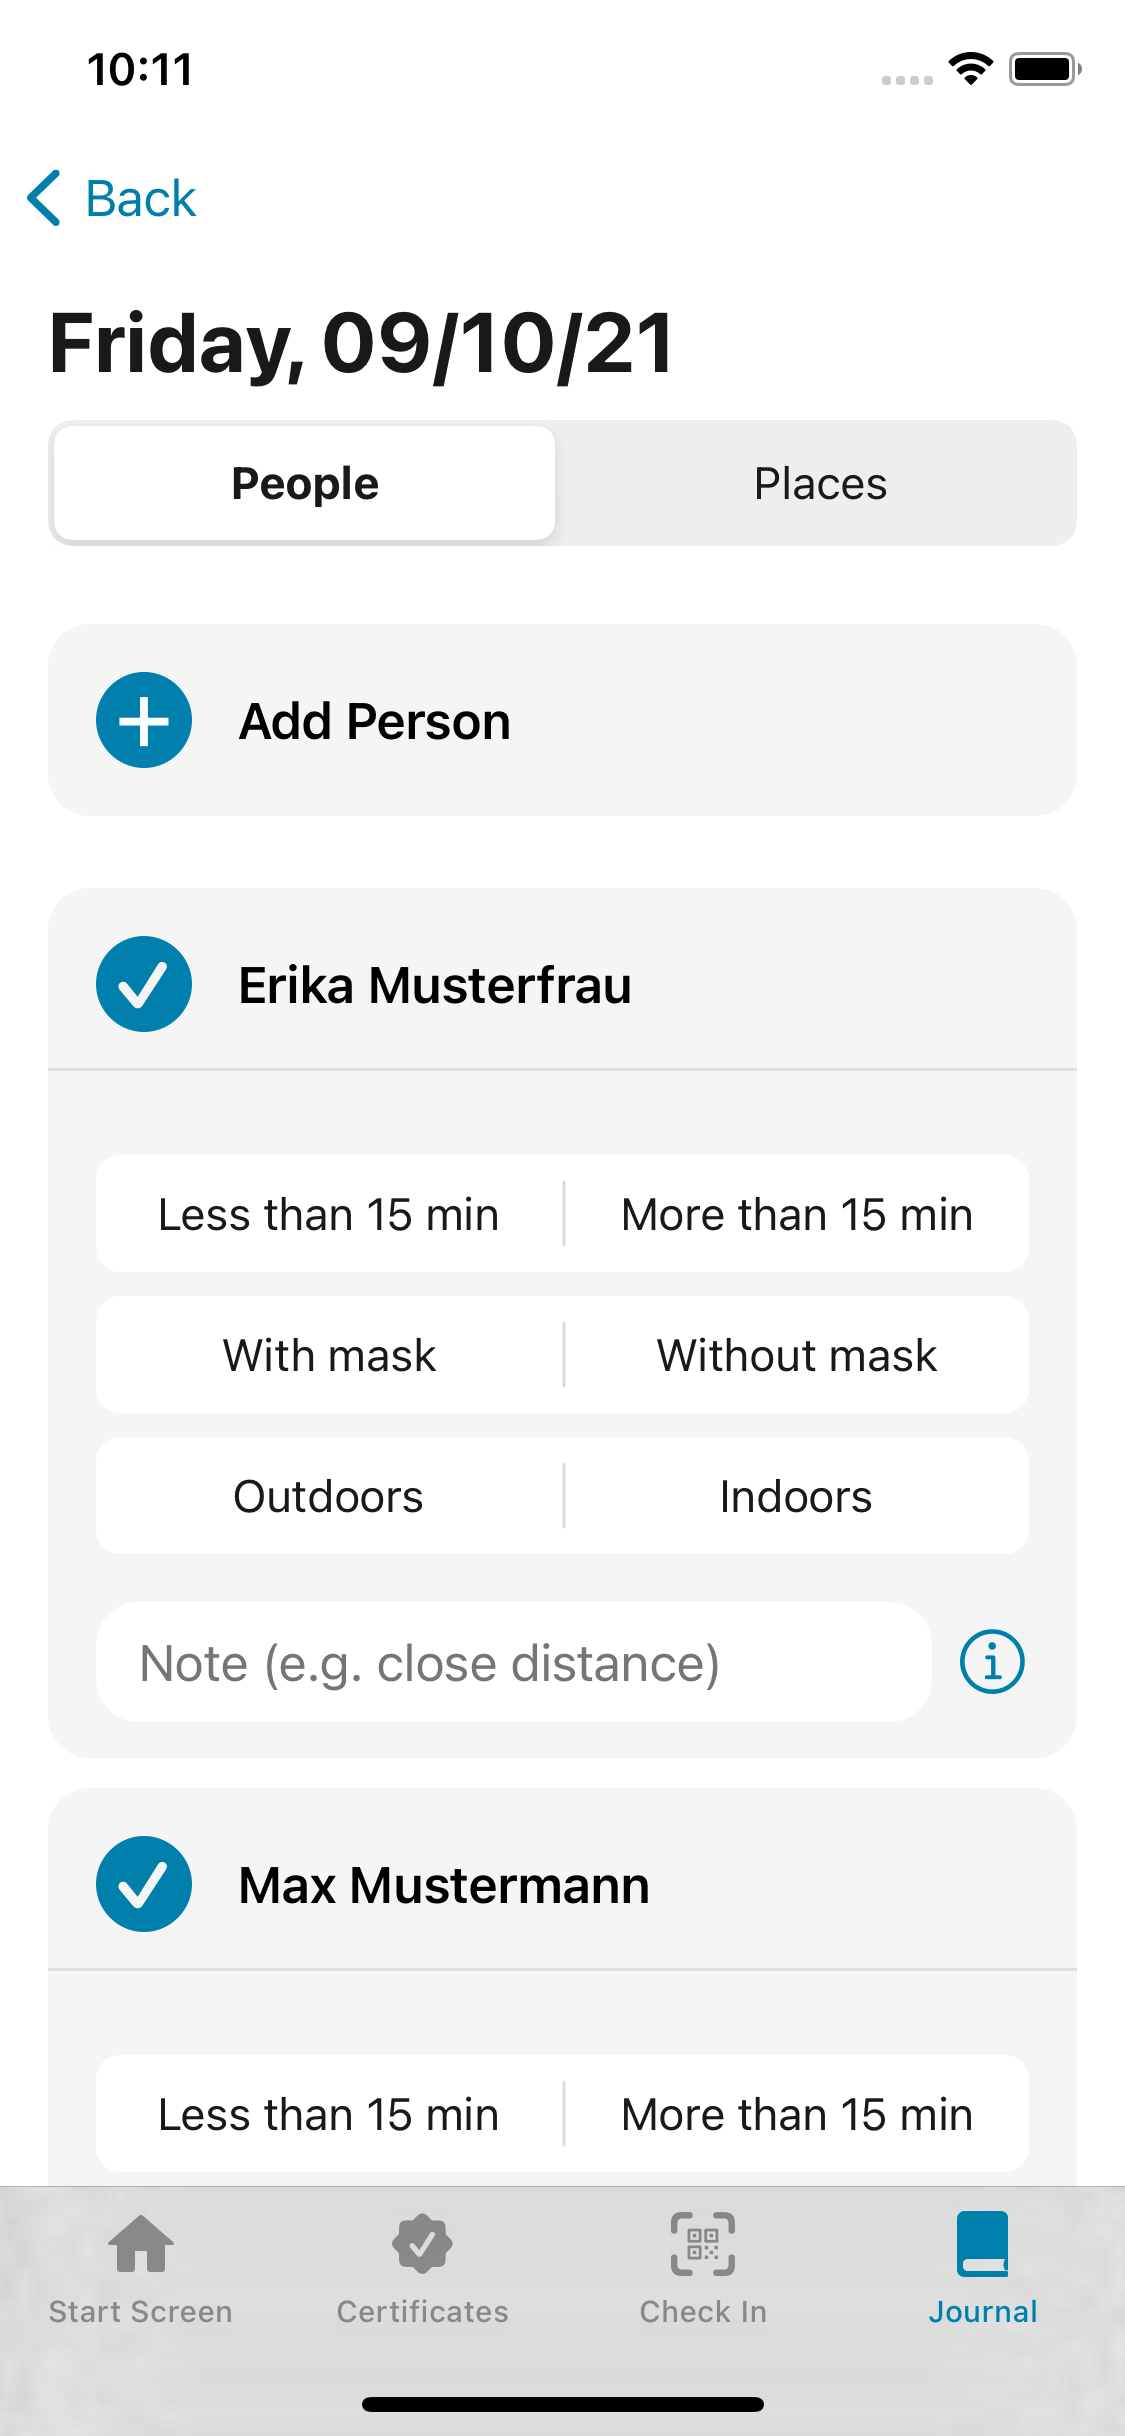 10:11
Back
Friday, 09/10/21
People
Places
Add Person
Erika Musterfrau
Less than 15 min
More than 15 min
With mask
Without mask
Outdoors
Indoors
Note (e.g. close distance)
Max Mustermann
Less than 15 min
More than 15 min
Start Screen
Certificates
Check In
Journal